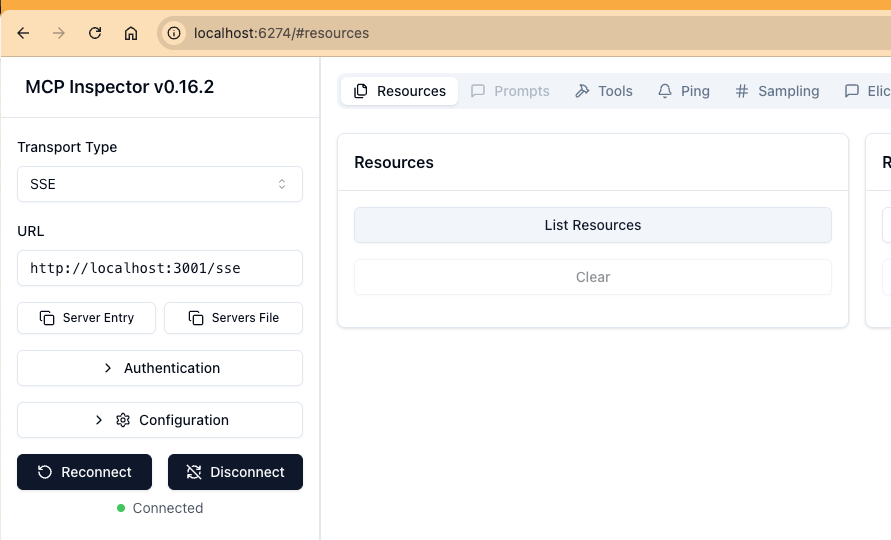 localhost:6274/#resources
MCP Inspector v0.16.2
Transport Type
SSE
URL
http://localhost:3001/sse
Server Entry
Servers File
Authentication
Configuration
Reconnect
Disconnect
Connected
Resources
Prompts
Tools
Ping
Sampling
Elic
Resources
List Resources
Clear
R